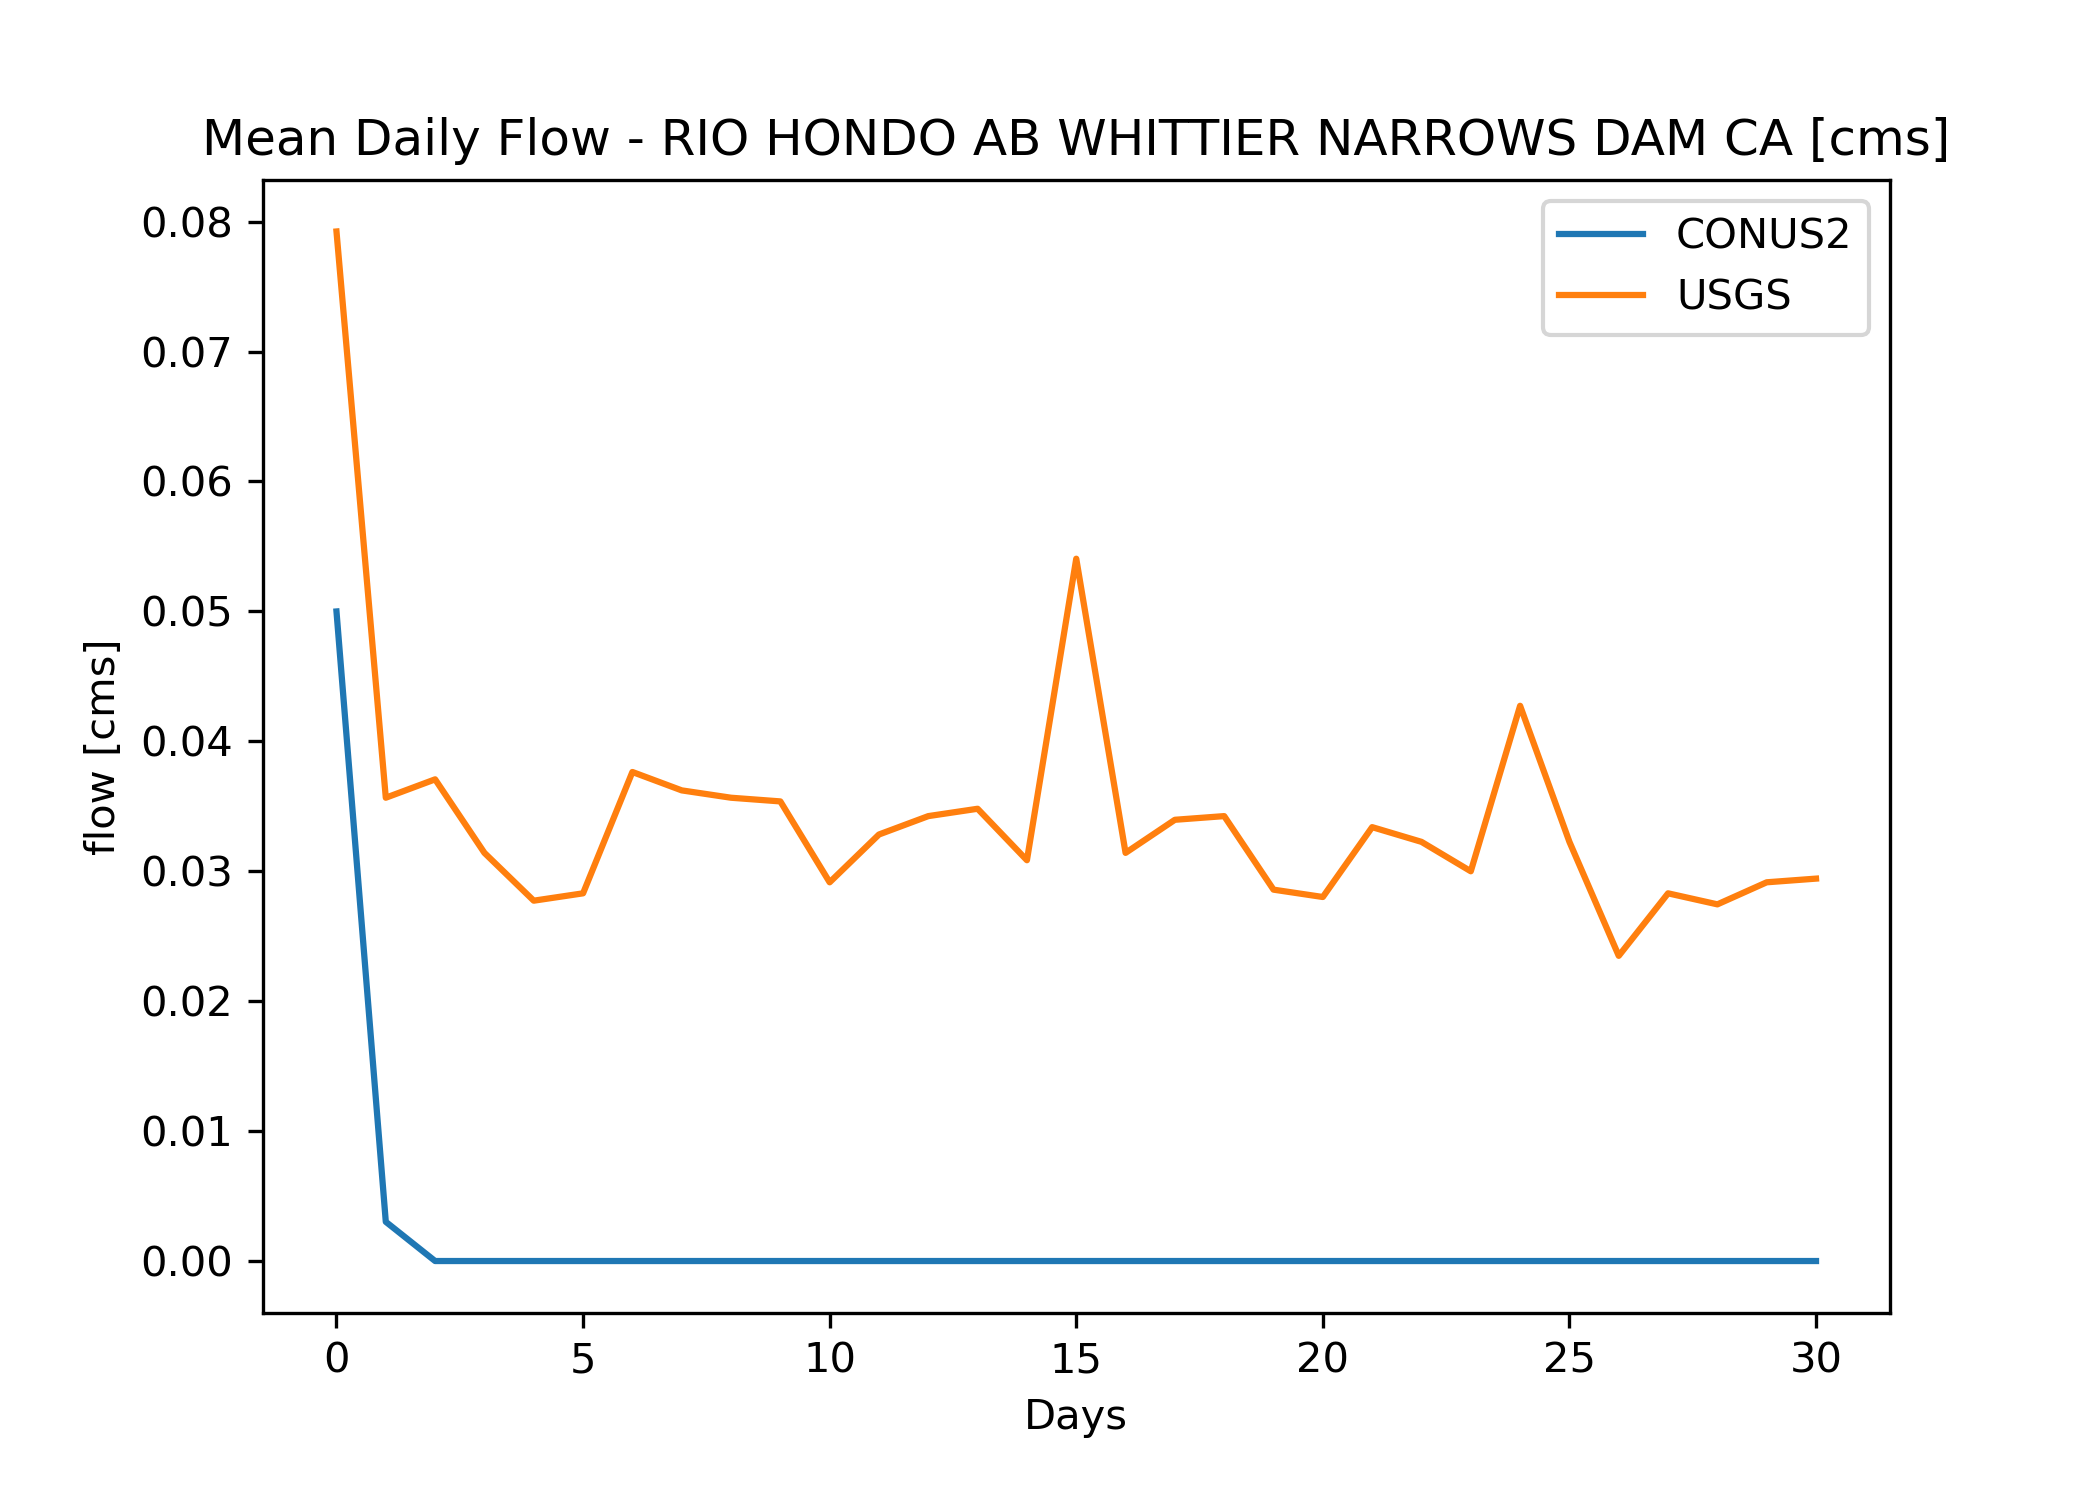 Mean Daily Flow - RIO HONDO AB WHITTIER NARROWS DAM CA [cms]
CONUS2
USGS
0.08
0.07
0.06
0.05
0.04
0.03
0.02
0.01
0.00
flow [cms]
0 5 10 15 20 25 30
Days